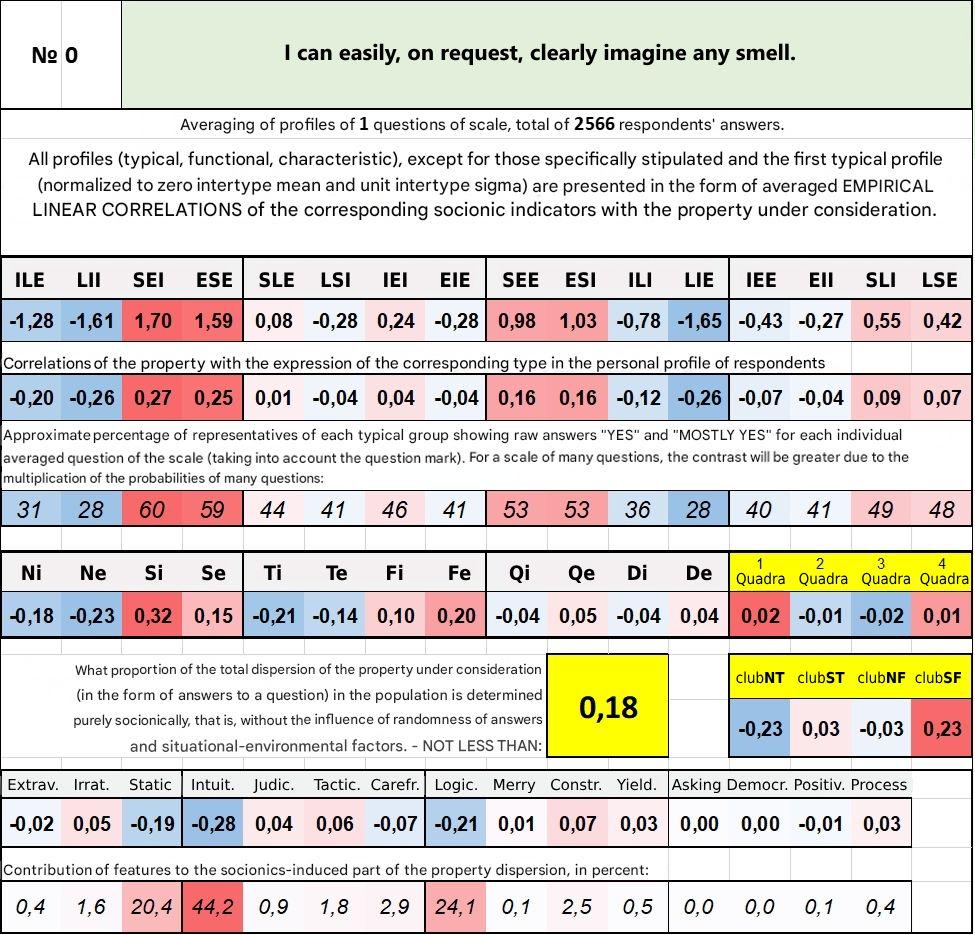 № 0
I can easily, on request, clearly imagine any smell.
Averaging of profiles of 1 questions of scale, total of 2566 respondents' answers.
All profiles (typical, functional, characteristic), except for those specifically stipulated and the first typical profile
(normalized to zero intertype mean and unit intertype sigma) are presented in the form of averaged EMPIRICAL
LINEAR CORRELATIONS of the corresponding socionic indicators with the property under consideration.
ILE LII SEI ESE SLE LSI IEI EIE SEE ESI ILI LIE IEE EII SLI LSE
-1,28 -1,61 1,70 1,59 0,08 -0,28 0,24 -0,28 0,98 1,03 -0,78 -1,65 -0,43 -0,27 0,55 0,42
Correlations of the property with the expression of the corresponding type in the personal profile of respondents
-0,20 -0,26 0,27 0,25 0,01 -0,04 0,04 -0,04 0,16 0,16 -0,12 -0,26 -0,07 -0,04 0,09 0,07
Approximate percentage of representatives of each typical group showing raw answers "YES" and "MOSTLY YES" for each individual
averaged question of the scale (taking into account the question mark). For a scale of many questions, the contrast will be greater due to the
multiplication of the probabilities of many questions:
31 28 60 59 44 41 46 41 53 53 36 28 40 41 49 48
Ni Ne Si Se Ti Te Fi Fe Qi Qe Di De 1 Quadra 2 Quadra 3 Quadra 4 Quadra
-0,18 -0,23 0,32 0,15 -0,21 -0,14 0,10 0,20 -0,04 0,05 -0,04 0,04 0,02 -0,01 -0,02 0,01
What proportion of the total dispersion of the property under consideration
(in the form of answers to a question) in the population is determined
purely socionically, that is, without the influence of randomness of answers
and situational-environmental factors. - NOT LESS THAN:
0,18
clubNT clubST clubNF clubSF
-0,23 0,03 -0,03 0,23
Extrav. Irrat. Static Intuit. Judic. Tactic. Carefr. Logic. Merry Constr. Yield. Asking Democr. Positiv. Process
-0,02 0,05 -0,19 -0,28 0,04 0,06 -0,07 -0,21 0,01 0,07 0,03 0,00 0,00 -0,01 0,03
Contribution of features to the socionics-induced part of the property dispersion, in percent:
0,4 1,6 20,4 44,2 0,9 1,8 2,9 24,1 0,1 2,5 0,5 0,0 0,0 0,1 0,4